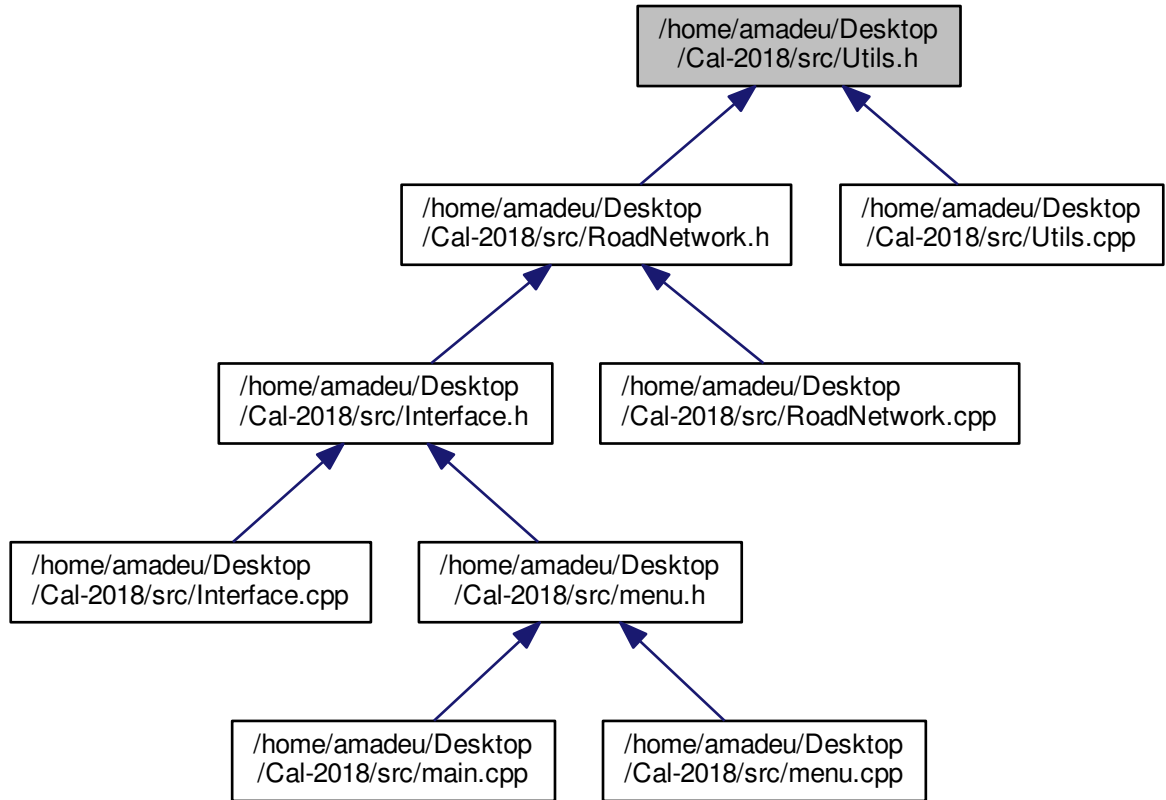 /home/amadeu/Desktop
/Cal-2018/src/Utils.h
/home/amadeu/Desktop
/Cal-2018/src/RoadNetwork.h
/home/amadeu/Desktop
/Cal-2018/src/Utils.cpp
/home/amadeu/Desktop
/Cal-2018/src/Interface.h
/home/amadeu/Desktop
/Cal-2018/src/RoadNetwork.cpp
/home/amadeu/Desktop
/Cal-2018/src/Interface.cpp
/home/amadeu/Desktop
/Cal-2018/src/menu.h
/home/amadeu/Desktop
/Cal-2018/src/main.cpp
/home/amadeu/Desktop
/Cal-2018/src/menu.cpp